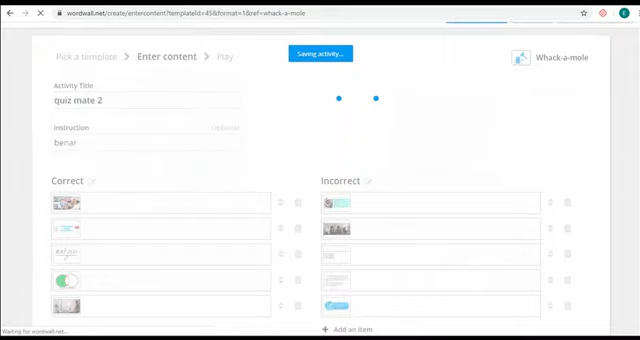 wordwall.net/create/entercontent?templateId=45&format=1&ref=whack-a-mole
Pick a template > Enter content > Play
Saving activity...
Whack-a-mole
Activity Title
quiz mate 2
Instruction
Optional
benar
Correct
Incorrect
+ Add an item
Waiting for wordwall.net...